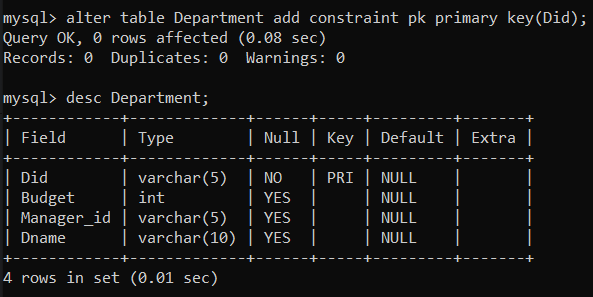 mysql> alter table Department add constraint pk primary key(Did);
Query OK, 0 rows affected (0.08 sec)
Records: 0  Duplicates: 0  Warnings: 0

mysql> desc Department;
+------------+-------------+------+-----+---------+-------+
| Field      | Type        | Null | Key | Default | Extra |
+------------+-------------+------+-----+---------+-------+
| Did        | varchar(5)  | NO   | PRI | NULL    |       |
| Budget     | int         | YES  |     | NULL    |       |
| Manager_id | varchar(5)  | YES  |     | NULL    |       |
| Dname      | varchar(10) | YES  |     | NULL    |       |
+------------+-------------+------+-----+---------+-------+
4 rows in set (0.01 sec)